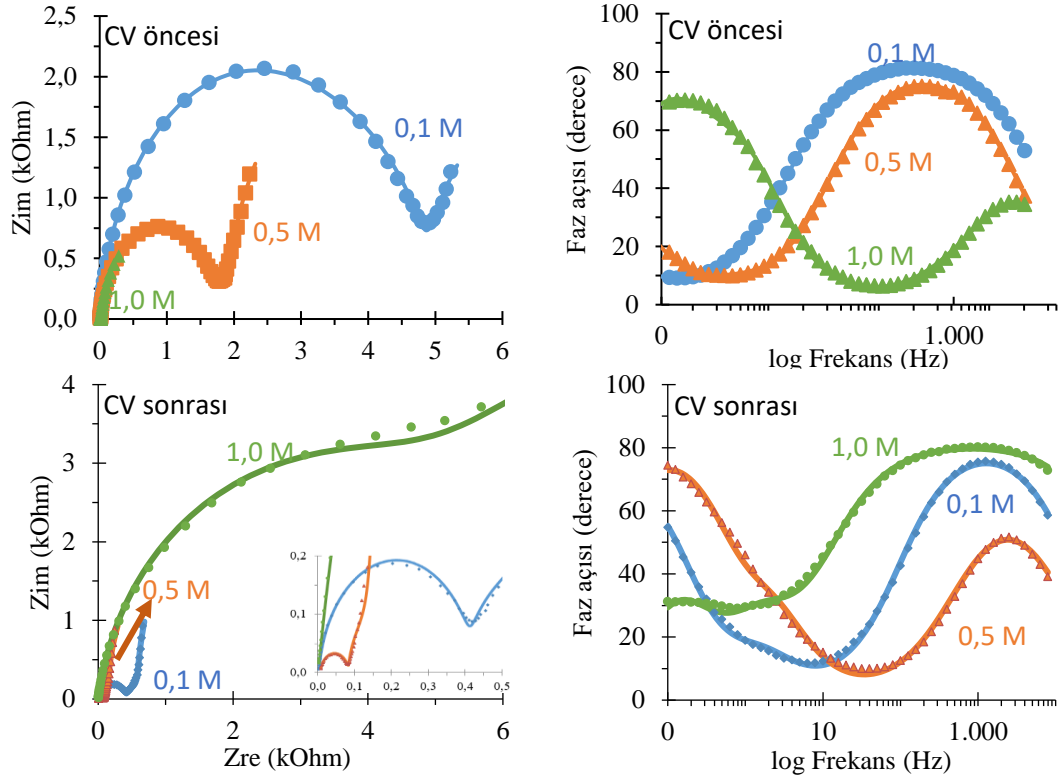 CV öncesi
2,5
2,0
1,5
1,0
0,5
0,0
Zim (kOhm)
0,1 M
0,5 M
1,0 M
0 1 2 3 4 5 6
CV öncesi
100
80
60
40
20
0
Faz açısı (derece)
0,1 M
0,5 M
1,0 M
0 1.000
log Frekans (Hz)
CV sonrası
4
3
2
1
0
Zim (kOhm)
1,0 M
0,5 M
0,1 M
0,2
0,1
0,0
0,0 0,1 0,2 0,3 0,4 0,5
0 1 2 3 4 5 6
Zre (kOhm)
CV sonrası
100
80
60
40
20
0
Faz açısı (derece)
1,0 M
0,1 M
0,5 M
0 10 1.000
log Frekans (Hz)